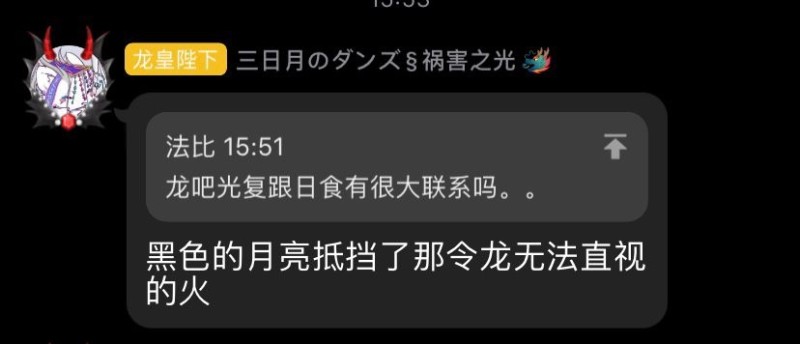 15:53
龙皇陛下 三日月のダンズ§祸害之光
法比 15:51
龙吧光复跟日食有很大联系吗。。
黑色的月亮抵挡了那令龙无法直视
的火